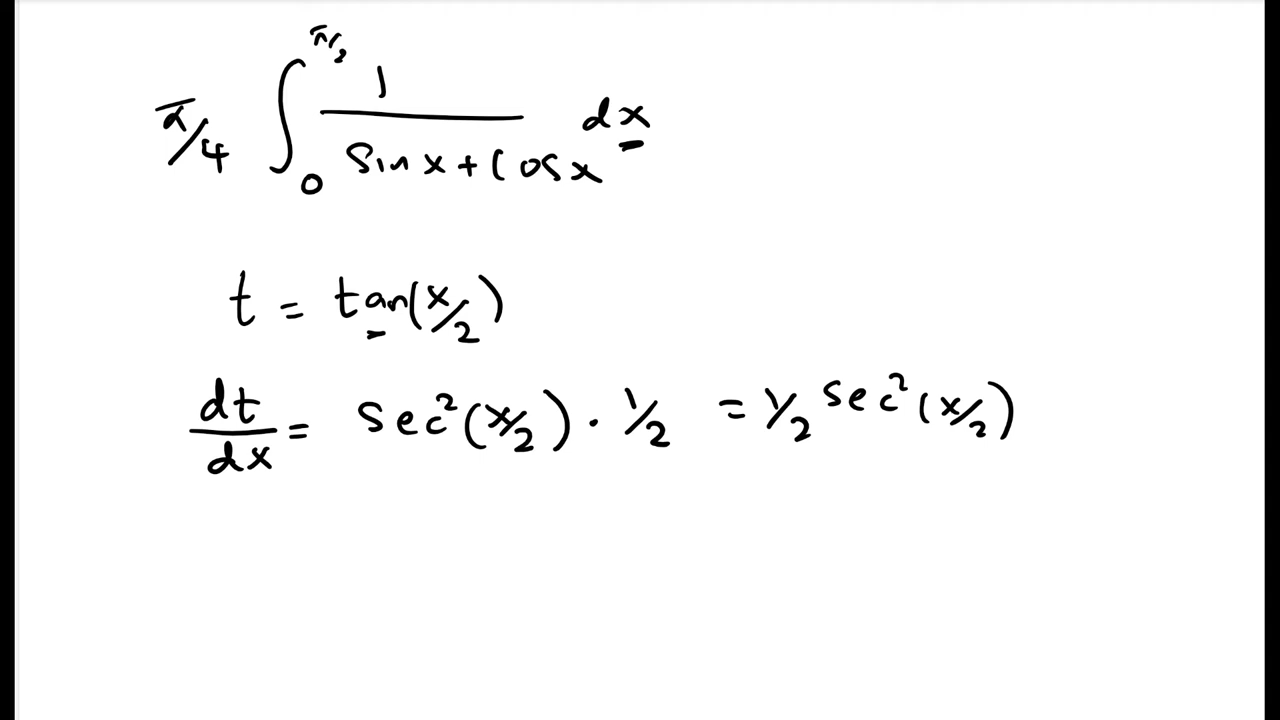 π/4 ∫₀^π/2 1/(sin x + cos x) dx
t = tan(x/2)
dt/dx = sec²(x/2) · 1/2 = 1/2 sec²(x/2)